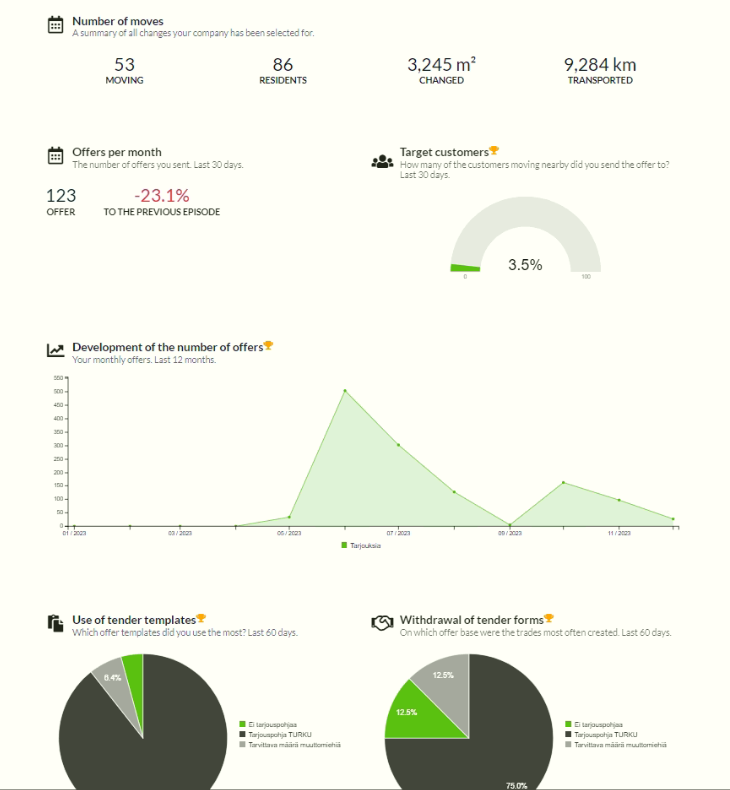 Number of moves
A summary of all changes your company has been selected for.
53
MOVING
86
RESIDENTS
3,245 m²
CHANGED
9,284 km
TRANSPORTED
Offers per month
The number of offers you sent. Last 30 days.
123
OFFER
-23.1%
TO THE PREVIOUS EPISODE
Target customers
How many of the customers moving nearby did you send the offer to?
Last 30 days.
3.5%
0
100
Development of the number of offers
Your monthly offers. Last 12 months.
550
500
450
400
350
300
250
200
150
100
50
0
01 / 2023
03 / 2023
05 / 2023
07 / 2023
09 / 2023
11 / 2023
Tarjouksia
Use of tender templates
Which offer templates did you use the most? Last 60 days.
6.4%
Ei tarjouspohjaa
Tarjouspohja TURKU
Tarvittava määrä muuttomiehiä
Withdrawal of tender forms
On which offer base were the trades most often created. Last 60 days.
12.5%
12.5%
75.0%
Ei tarjouspohjaa
Tarjouspohja TURKU
Tarvittava määrä muuttomiehiä